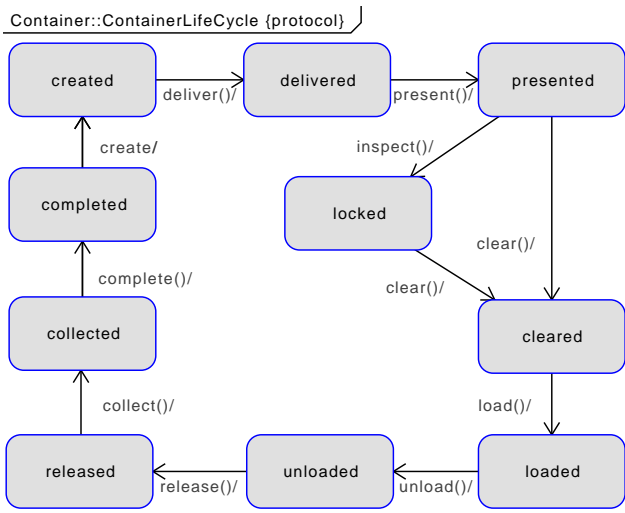 Container::ContainerLifeCycle {protocol}
created
deliver()/
delivered
present()/
presented
create/
inspect()/
completed
locked
clear()/
complete()/
clear()/
collected
cleared
collect()/
load()/
released
release()/
unloaded
unload()/
loaded